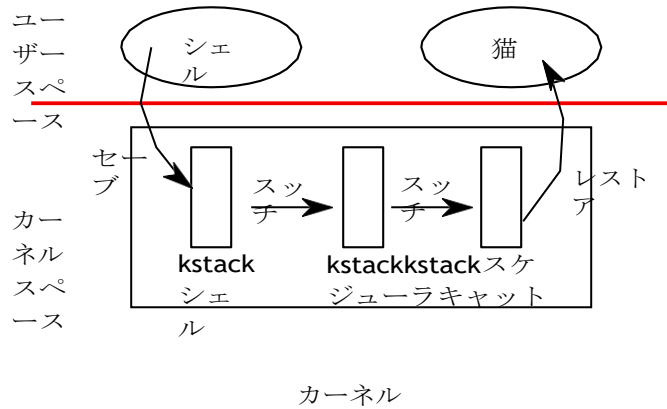 ユー
ザー
スペ
ース
シェ
ル
猫
セー
ブ
スッ
チ
スッ
チ
レスト
ア
カー
ネル
スペ
ース
kstack
シェ
ル
kstackkstackスケ
ジューラキャット
カーネル